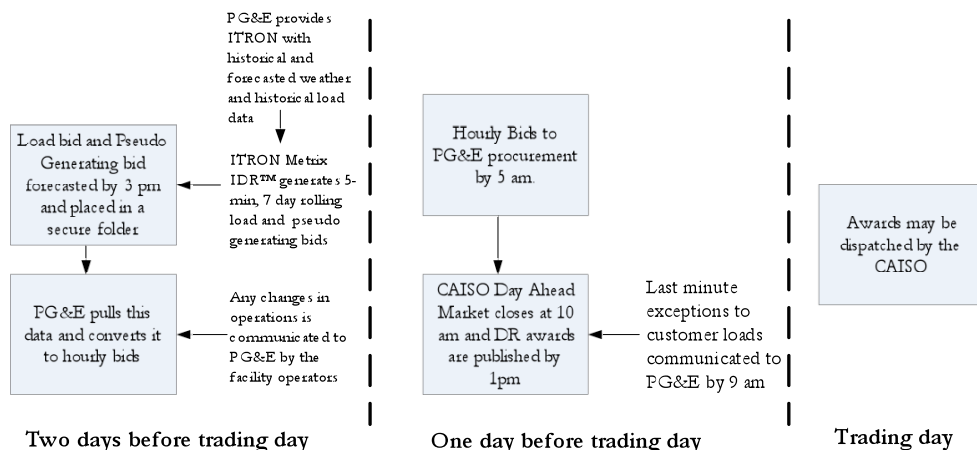 PG&E provides
ITRON with
historical and
forecasted weather
and historical load
data
Load bid and Pseudo
Generating bid
forecasted by 3 pm
and placed in a
secure folder
ITRON Metrix
IDR™ generates 5-
min, 7 day rolling
load and pseudo
generating bids
PG&E pulls this
data and converts it
to hourly bids
Any changes in
operations is
communicated to
PG&E by the
facility operators
Two days before trading day
Hourly Bids to
PG&E procurement
by 5 am.
CAISO Day Ahead
Market closes at 10
am and DR awards
are published by
1pm
Last minute
exceptions to
customer loads
communicated to
PG&E by 9 am
One day before trading day
Awards may be
dispatched by the
CAISO
Trading day